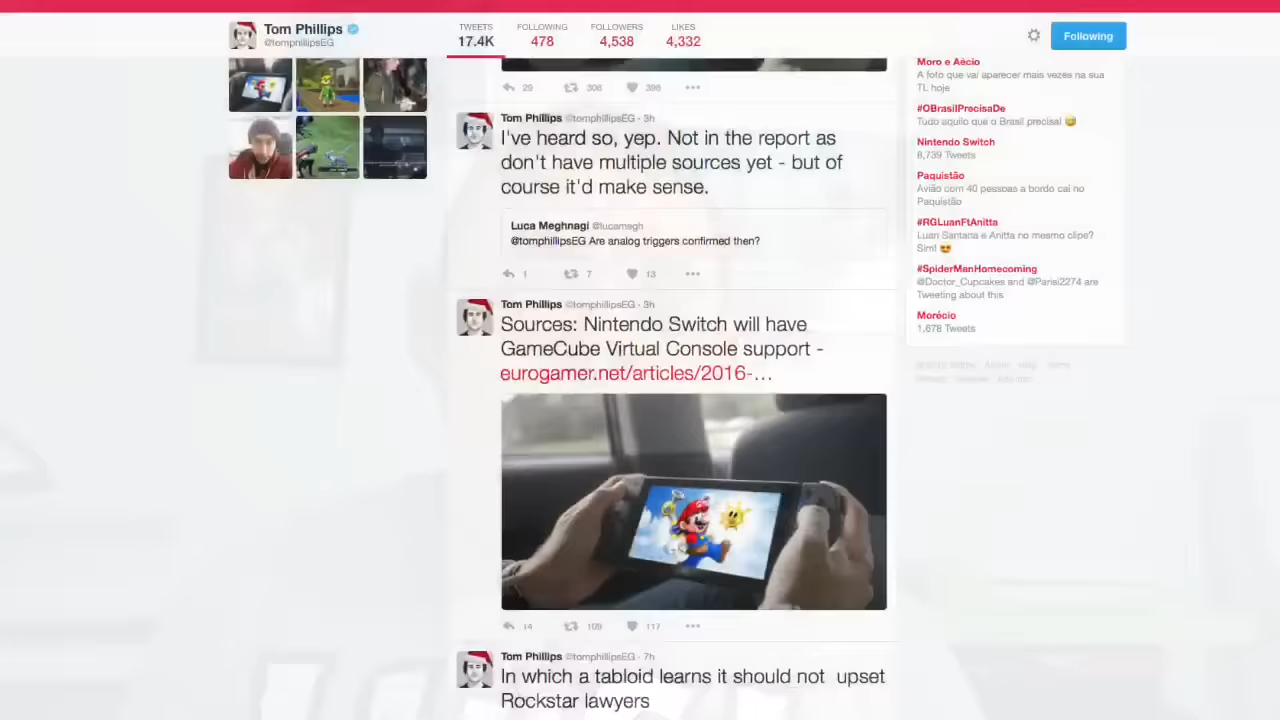 Tom Phillips
@tomphillipsEG
TWEETS
17.4K
FOLLOWING
478
FOLLOWERS
4,538
LIKES
4,332
Following
29 308 398
Tom Phillips @tomphillipsEG · 3h
I've heard so, yep. Not in the report as
don't have multiple sources yet - but of
course it'd make sense.
Luca Meghnagi @lucamegh
@tomphillipsEG Are analog triggers confirmed then?
1 7 13
Tom Phillips @tomphillipsEG · 3h
Sources: Nintendo Switch will have
GameCube Virtual Console support -
eurogamer.net/articles/2016-…
14 109 117
Tom Phillips @tomphillipsEG · 7h
In which a tabloid learns it should not upset
Rockstar lawyers
Moro e Aécio
A foto que vai aparecer mais vezes na sua
TL hoje
#OBrasilPrecisaDe
Tudo aquilo que o Brasil precisa! 😅
Nintendo Switch
8,739 Tweets
Paquistão
Avião com 40 pessoas a bordo cai no
Paquistão
#RGLuanFtAnitta
Luan Santana e Anitta no mesmo clipe?
Sim! 😍
#SpiderManHomecoming
@Doctor_Cupcakes and @Parisi2274 are
Tweeting about this
Morécio
1,678 Tweets